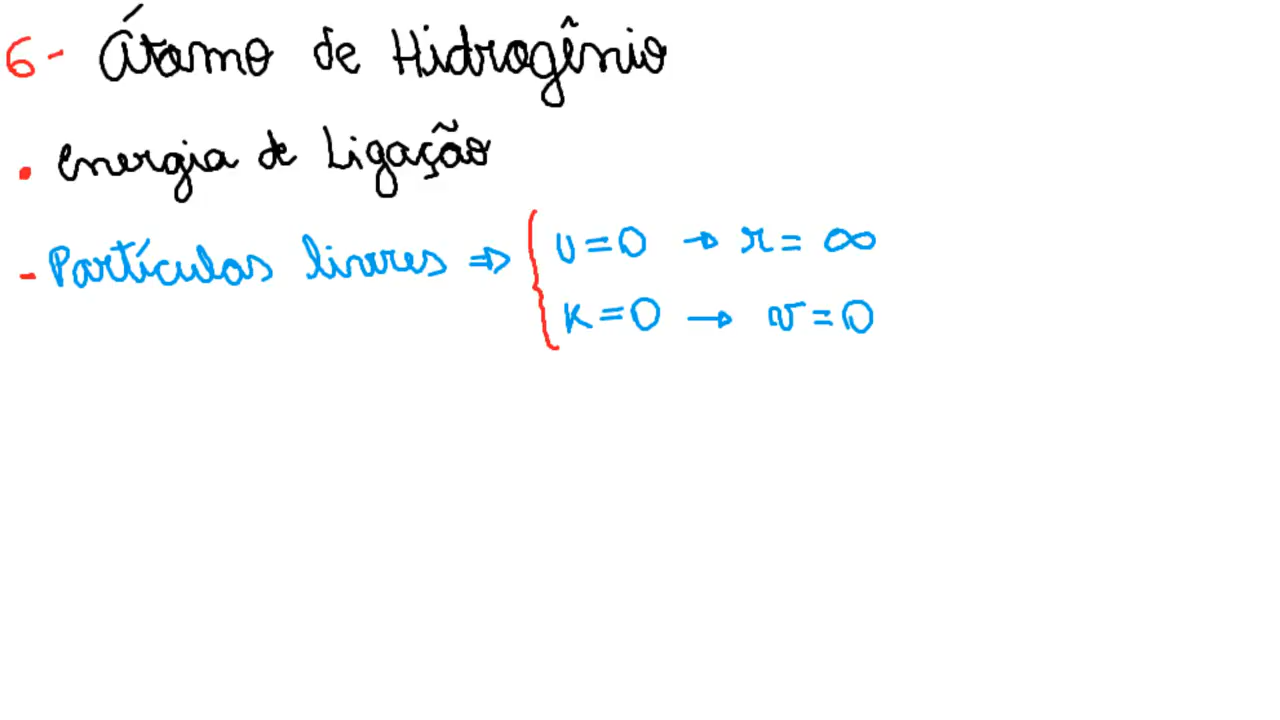 6- Átomo de Hidrogênio
• Energia de Ligação
- Partículas livres ⇒ { U=0 → r=∞
K=0 → v=0